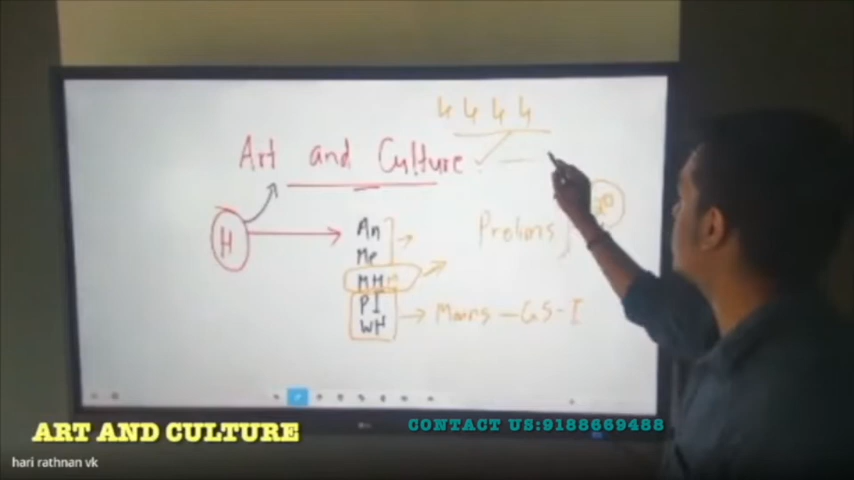 4 4 4 4
Art and Culture
H
An
Me
Prelims
MHM
PI
WH
Mains - GS-I
ART AND CULTURE
CONTACT US:9188669488
hari rathnan vk